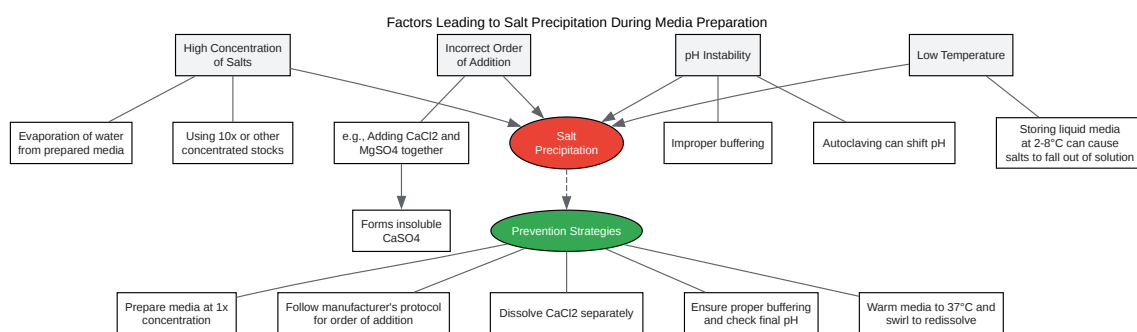 Factors Leading to Salt Precipitation During Media Preparation
High Concentration
of Salts
Incorrect Order
of Addition
pH Instability
Low Temperature
Evaporation of water
from prepared media
Using 10x or other
concentrated stocks
e.g., Adding CaCl2 and
MgSO4 together
Salt
Precipitation
Improper buffering
Autoclaving can shift pH
Storing liquid media
at 2-8°C can cause
salts to fall out of solution
Forms insoluble
CaSO4
Prevention Strategies
Prepare media at 1x
concentration
Follow manufacturer's protocol
for order of addition
Dissolve CaCl2 separately
Ensure proper buffering
and check final pH
Warm media to 37°C and
swirl to redissolve